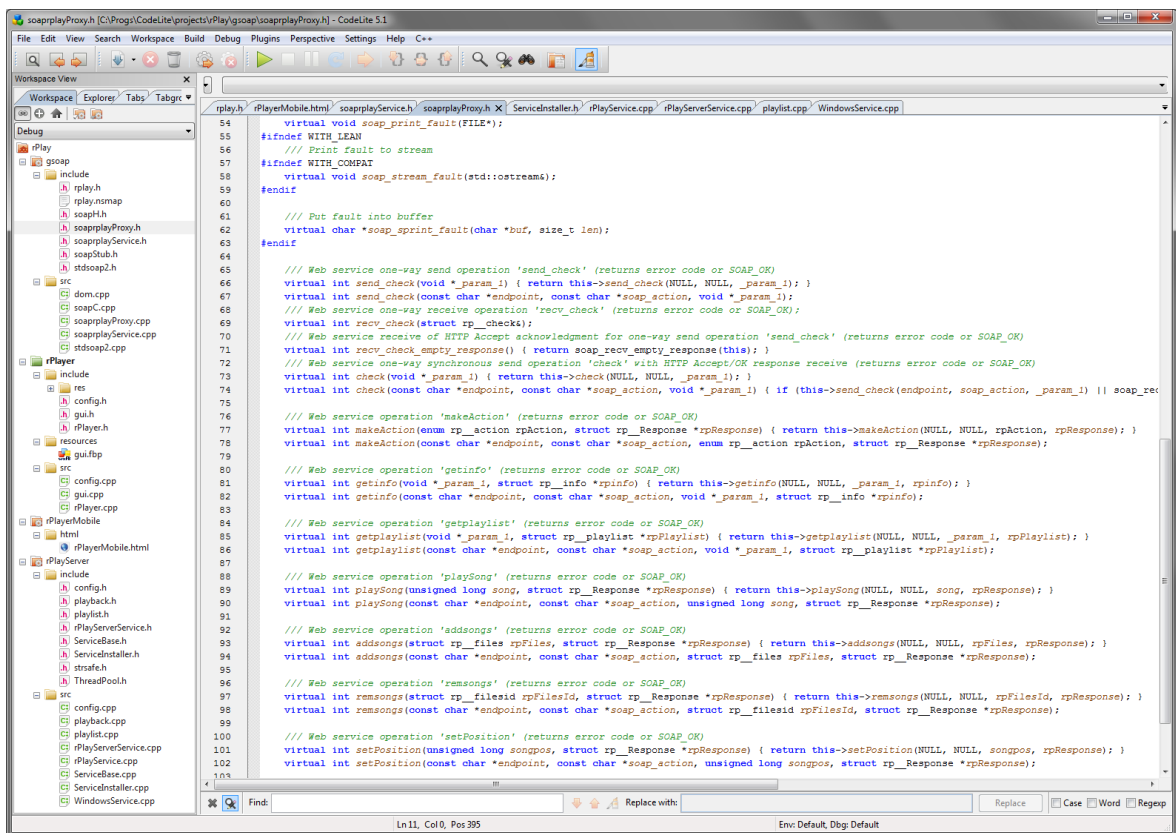 soaprplayProxy.h [C:\Progs\CodeLite\projects\rPlay\gsoap\soaprplayProxy.h] - CodeLite 5.1
File Edit View Search Workspace Build Debug Plugins Perspective Settings Help C++
Workspace View
Workspace Explorer Tabs Tabgrc
Debug
rPlay
gsoap
include
rplay.h
rplay.nsmap
soapH.h
soaprplayProxy.h
soaprplayService.h
soapStub.h
stdsoap2.h
src
dom.cpp
soapC.cpp
soaprplayProxy.cpp
soaprplayService.cpp
stdsoap2.cpp
rPlayer
include
res
config.h
gui.h
rPlayer.h
resources
gui.fbp
src
config.cpp
gui.cpp
rPlayer.cpp
rPlayerMobile
html
rPlayerMobile.html
rPlayServer
include
config.h
playback.h
playlist.h
rPlayServerService.h
ServiceBase.h
ServiceInstaller.h
strsafe.h
ThreadPool.h
src
config.cpp
playback.cpp
playlist.cpp
rPlayServerService.cpp
rPlayService.cpp
ServiceBase.cpp
ServiceInstaller.cpp
WindowsService.cpp
rplay.h rPlayerMobile.html soaprplayService.h soaprplayProxy.h ServiceInstaller.h rPlayService.cpp rPlayServerService.cpp playlist.cpp WindowsService.cpp
54 virtual void soap_print_fault(FILE*);
55 #ifndef WITH_LEAN
56 /// Print fault to stream
57 #ifndef WITH_COMPAT
58 virtual void soap_stream_fault(std::ostream&);
59 #endif
60
61 /// Put fault into buffer
62 virtual char *soap_sprint_fault(char *buf, size_t len);
63 #endif
64
65 /// Web service one-way send operation 'send_check' (returns error code or SOAP_OK)
66 virtual int send_check(void *_param_1) { return this->send_check(NULL, NULL, _param_1); }
67 virtual int send_check(const char *endpoint, const char *soap_action, void *_param_1);
68 /// Web service one-way receive operation 'recv_check' (returns error code or SOAP_OK);
69 virtual int recv_check(struct rp__check&);
70 /// Web service receive of HTTP Accept acknowledgment for one-way send operation 'send_check' (returns error code or SOAP_OK)
71 virtual int recv_check_empty_response() { return soap_recv_empty_response(this); }
72 /// Web service one-way synchronous send operation 'check' with HTTP Accept/OK response receive (returns error code or SOAP_OK)
73 virtual int check(void *_param_1) { return this->check(NULL, NULL, _param_1); }
74 virtual int check(const char *endpoint, const char *soap_action, void *_param_1) { if (this->send_check(endpoint, soap_action, _param_1) || soap_rec
75
76 /// Web service operation 'makeAction' (returns error code or SOAP_OK)
77 virtual int makeAction(enum rp__action rpAction, struct rp__Response *rpResponse) { return this->makeAction(NULL, NULL, rpAction, rpResponse); }
78 virtual int makeAction(const char *endpoint, const char *soap_action, enum rp__action rpAction, struct rp__Response *rpResponse);
79
80 /// Web service operation 'getinfo' (returns error code or SOAP_OK)
81 virtual int getinfo(void *_param_1, struct rp__info *rpinfo) { return this->getinfo(NULL, NULL, _param_1, rpinfo); }
82 virtual int getinfo(const char *endpoint, const char *soap_action, void *_param_1, struct rp__info *rpinfo);
83
84 /// Web service operation 'getplaylist' (returns error code or SOAP_OK)
85 virtual int getplaylist(void *_param_1, struct rp__playlist *rpPlaylist) { return this->getplaylist(NULL, NULL, _param_1, rpPlaylist); }
86 virtual int getplaylist(const char *endpoint, const char *soap_action, void *_param_1, struct rp__playlist *rpPlaylist);
87
88 /// Web service operation 'playSong' (returns error code or SOAP_OK)
89 virtual int playSong(unsigned long song, struct rp__Response *rpResponse) { return this->playSong(NULL, NULL, song, rpResponse); }
90 virtual int playSong(const char *endpoint, const char *soap_action, unsigned long song, struct rp__Response *rpResponse);
91
92 /// Web service operation 'addsongs' (returns error code or SOAP_OK)
93 virtual int addsongs(struct rp__files rpFiles, struct rp__Response *rpResponse) { return this->addsongs(NULL, NULL, rpFiles, rpResponse); }
94 virtual int addsongs(const char *endpoint, const char *soap_action, struct rp__files rpFiles, struct rp__Response *rpResponse);
95
96 /// Web service operation 'remsongs' (returns error code or SOAP_OK)
97 virtual int remsongs(struct rp__filesid rpFilesId, struct rp__Response *rpResponse) { return this->remsongs(NULL, NULL, rpFilesId, rpResponse); }
98 virtual int remsongs(const char *endpoint, const char *soap_action, struct rp__filesid rpFilesId, struct rp__Response *rpResponse);
99
100 /// Web service operation 'setPosition' (returns error code or SOAP_OK)
101 virtual int setPosition(unsigned long songpos, struct rp__Response *rpResponse) { return this->setPosition(NULL, NULL, songpos, rpResponse); }
102 virtual int setPosition(const char *endpoint, const char *soap_action, unsigned long songpos, struct rp__Response *rpResponse);
103
Find: Replace with: Replace Case Word Regexp
Ln 11, Col 0, Pos 395 Env: Default, Dbg: Default